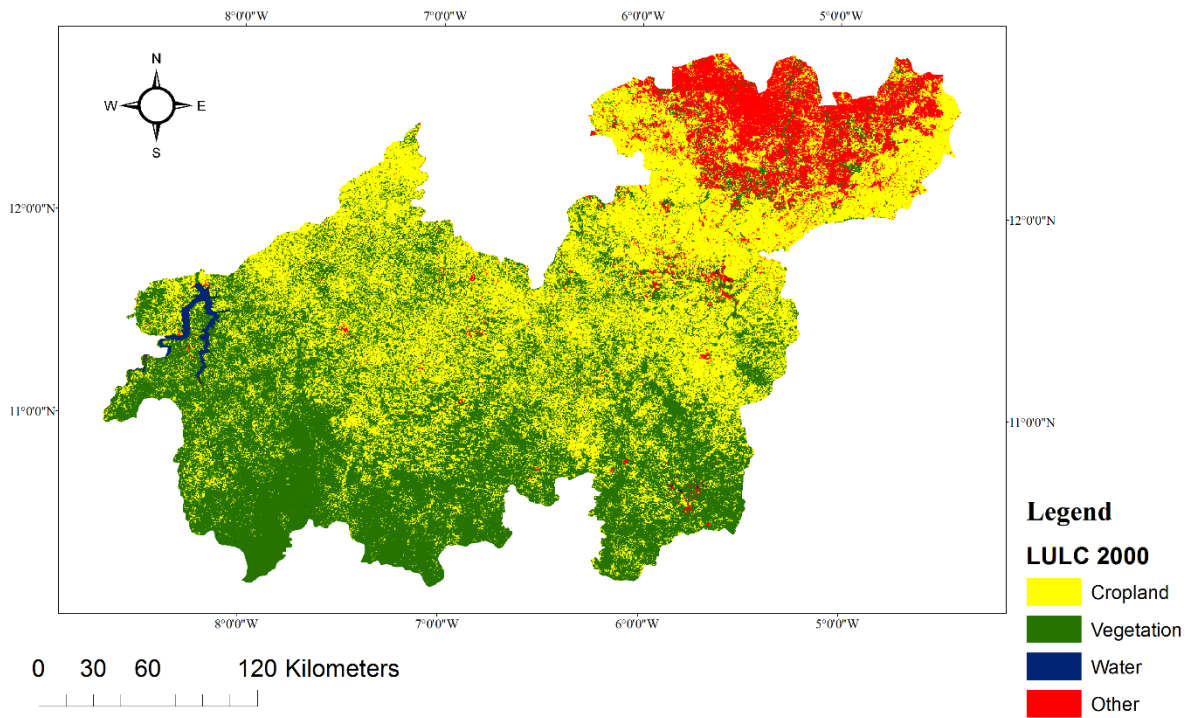 8°0'0"W 7°0'0"W 6°0'0"W 5°0'0"W
N
W E
S
12°0'0"N 12°0'0"N
11°0'0"N 11°0'0"N
8°0'0"W 7°0'0"W 6°0'0"W 5°0'0"W
Legend
LULC 2000
Cropland
Vegetation
Water
Other
0 30 60 120 Kilometers